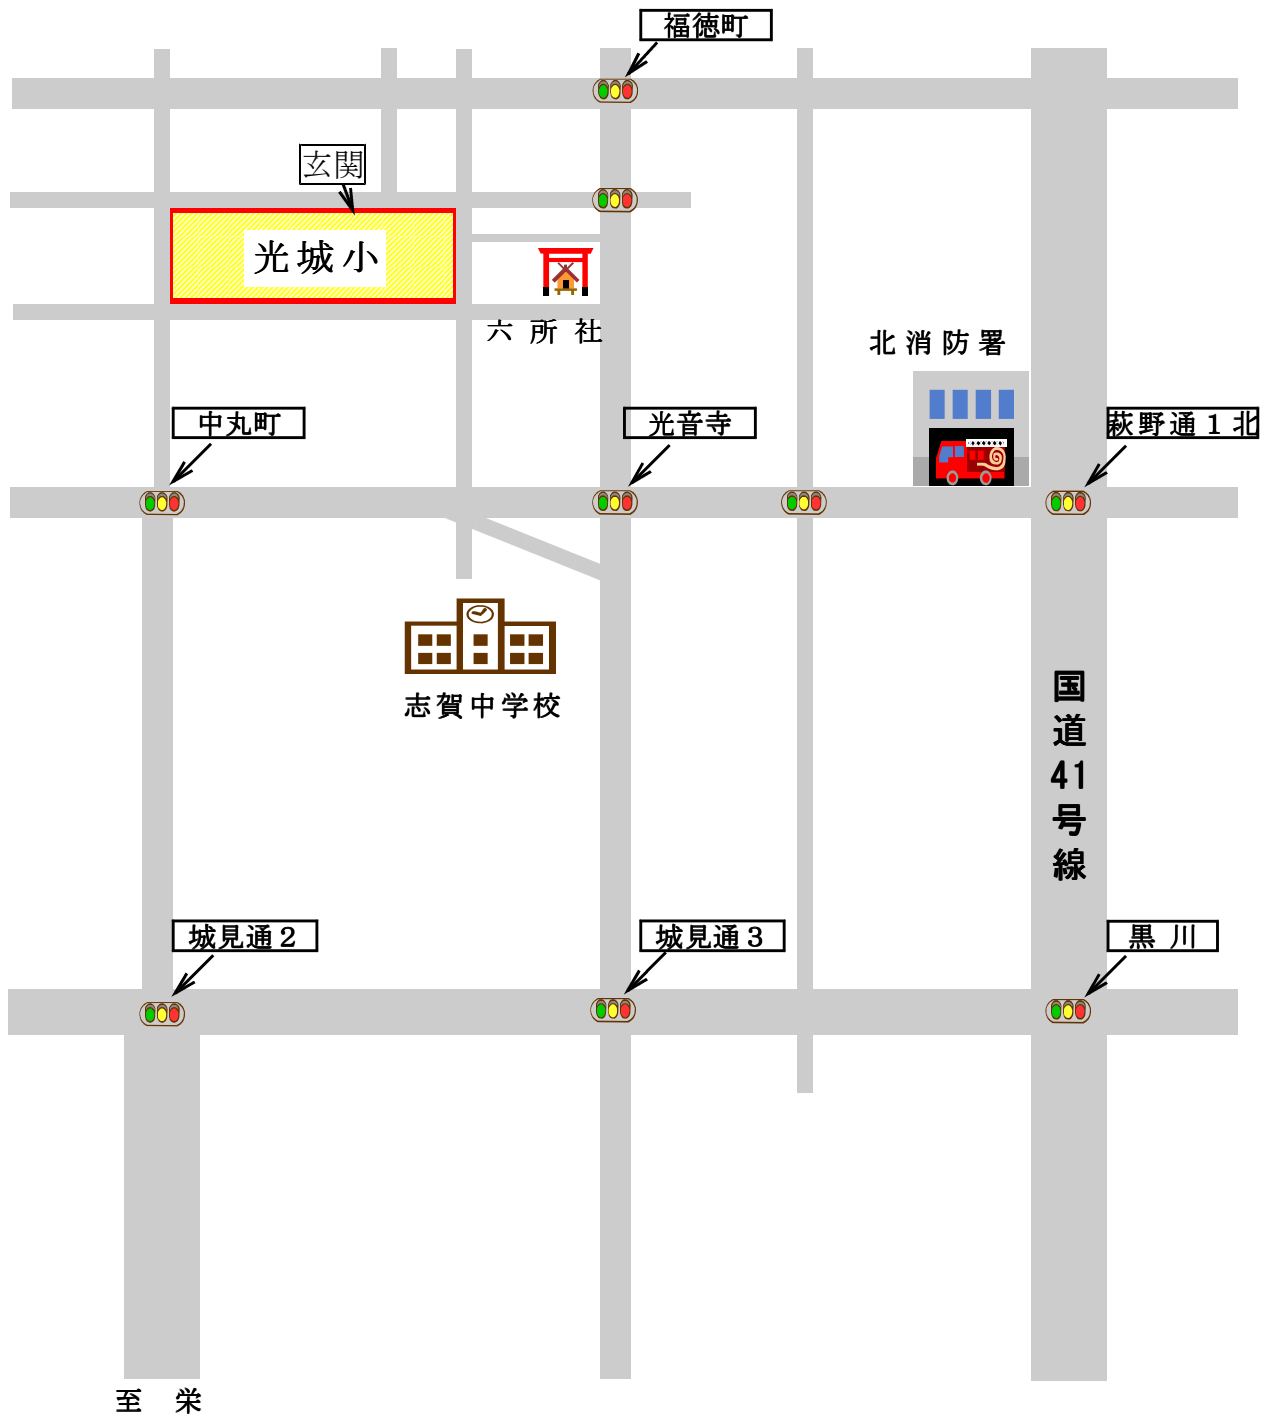 福徳町
玄関
光城小
六所社
北消防署
中丸町
光音寺
萩野通1北
志賀中学校
国道41号線
城見通2
城見通3
黒川
至 栄